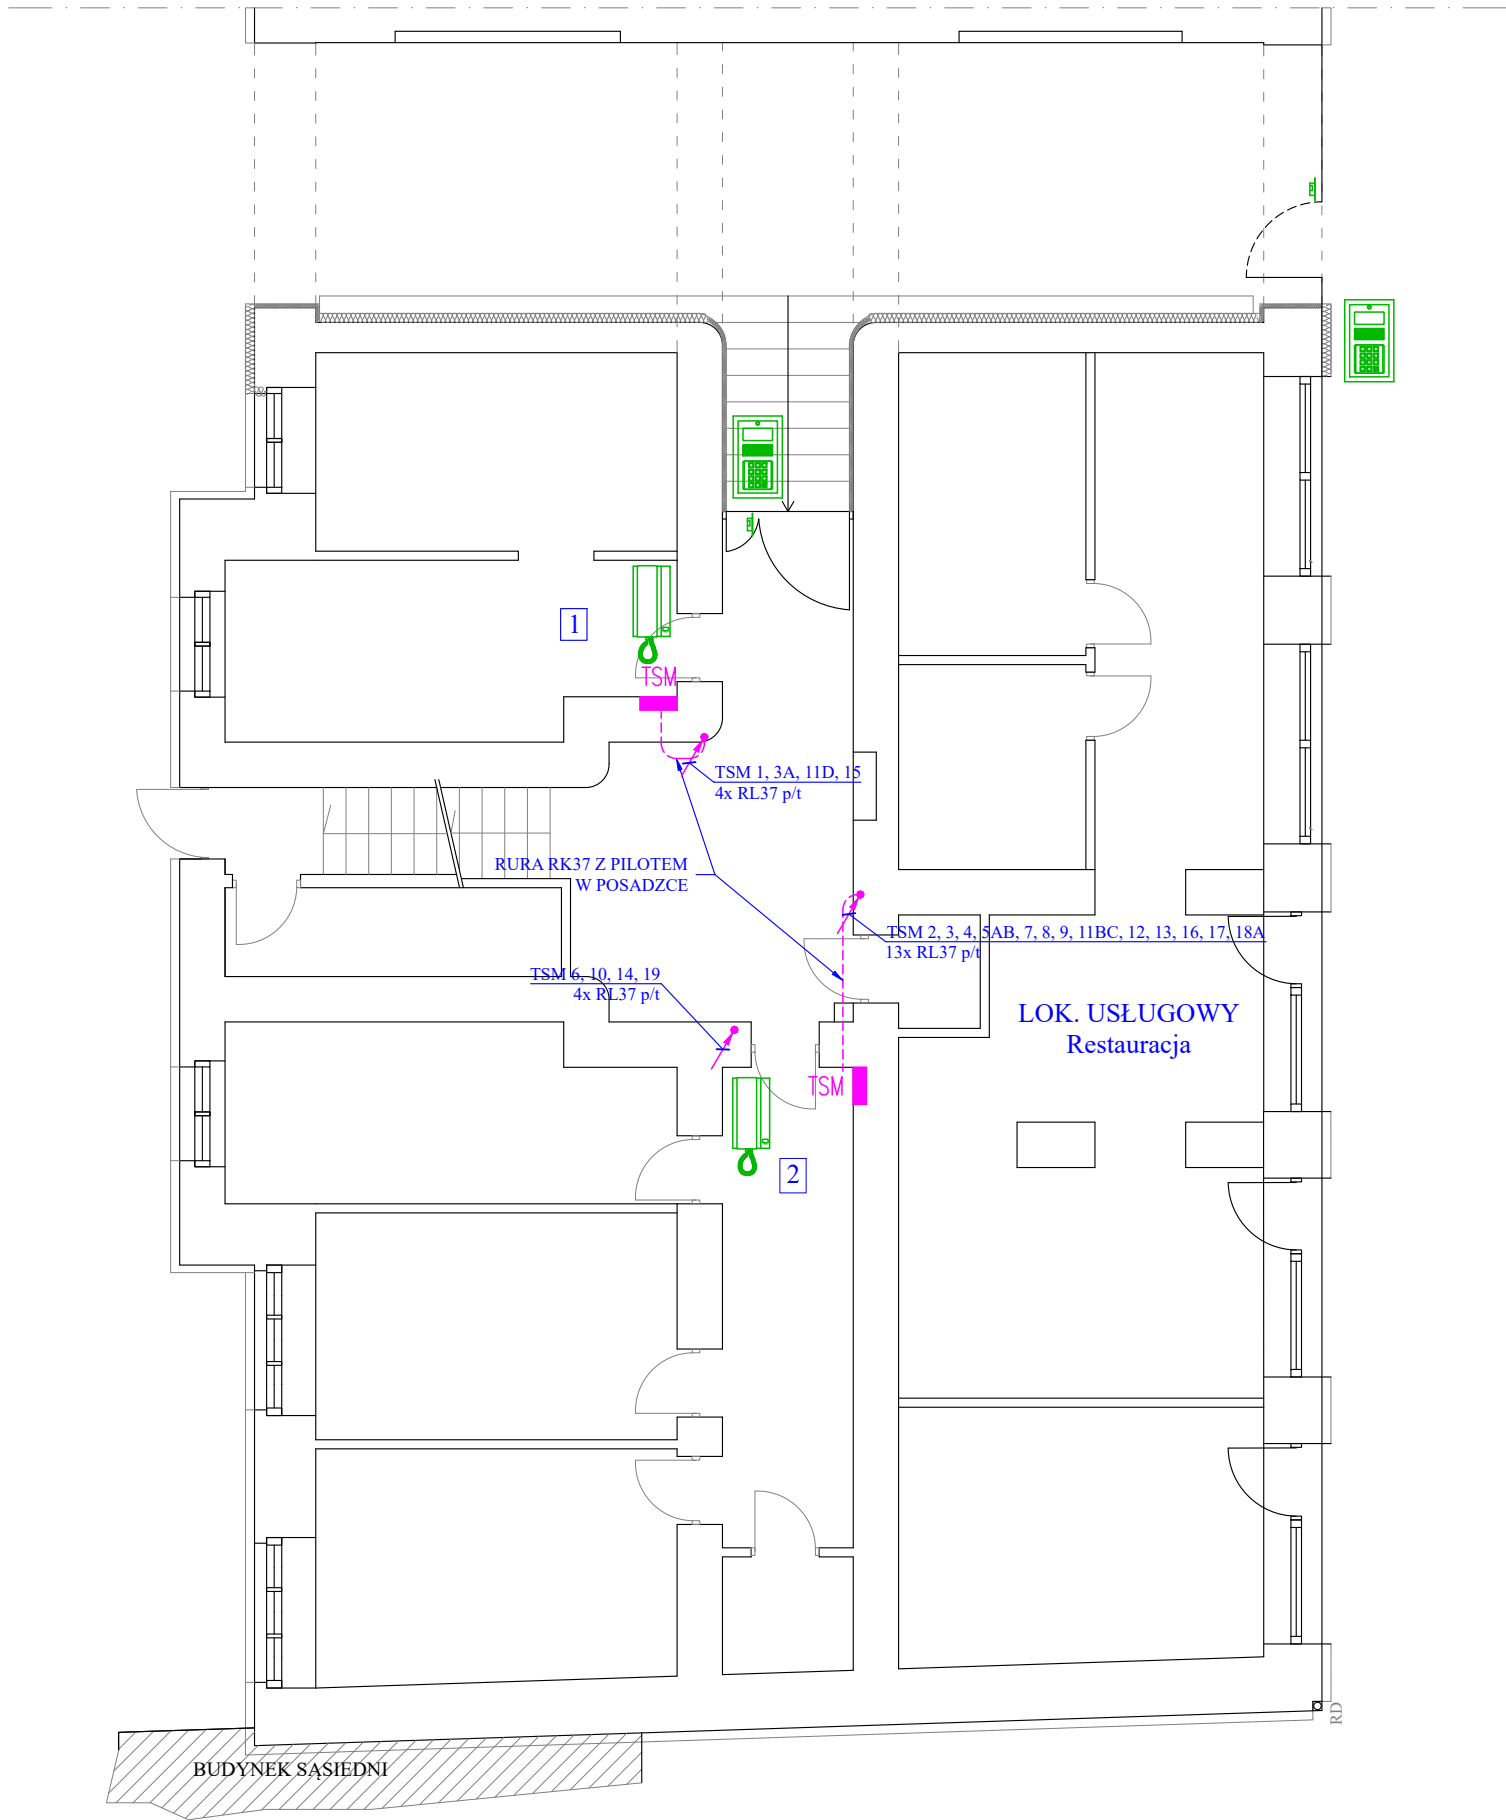 1
TSM
TSM 1, 3A, 11D, 15
4x RL37 p/t
RURA RK37 Z PILOTEM
W POSADZCE
TSM 2, 3, 4, 5AB, 7, 8, 9, 11BC, 12, 13, 16, 17, 18A
13x RL37 p/t
TSM 6, 10, 14, 19
4x RL37 p/t
LOK. USŁUGOWY
Restauracja
TSM
2
RD
BUDYNEK SĄSIEDNI